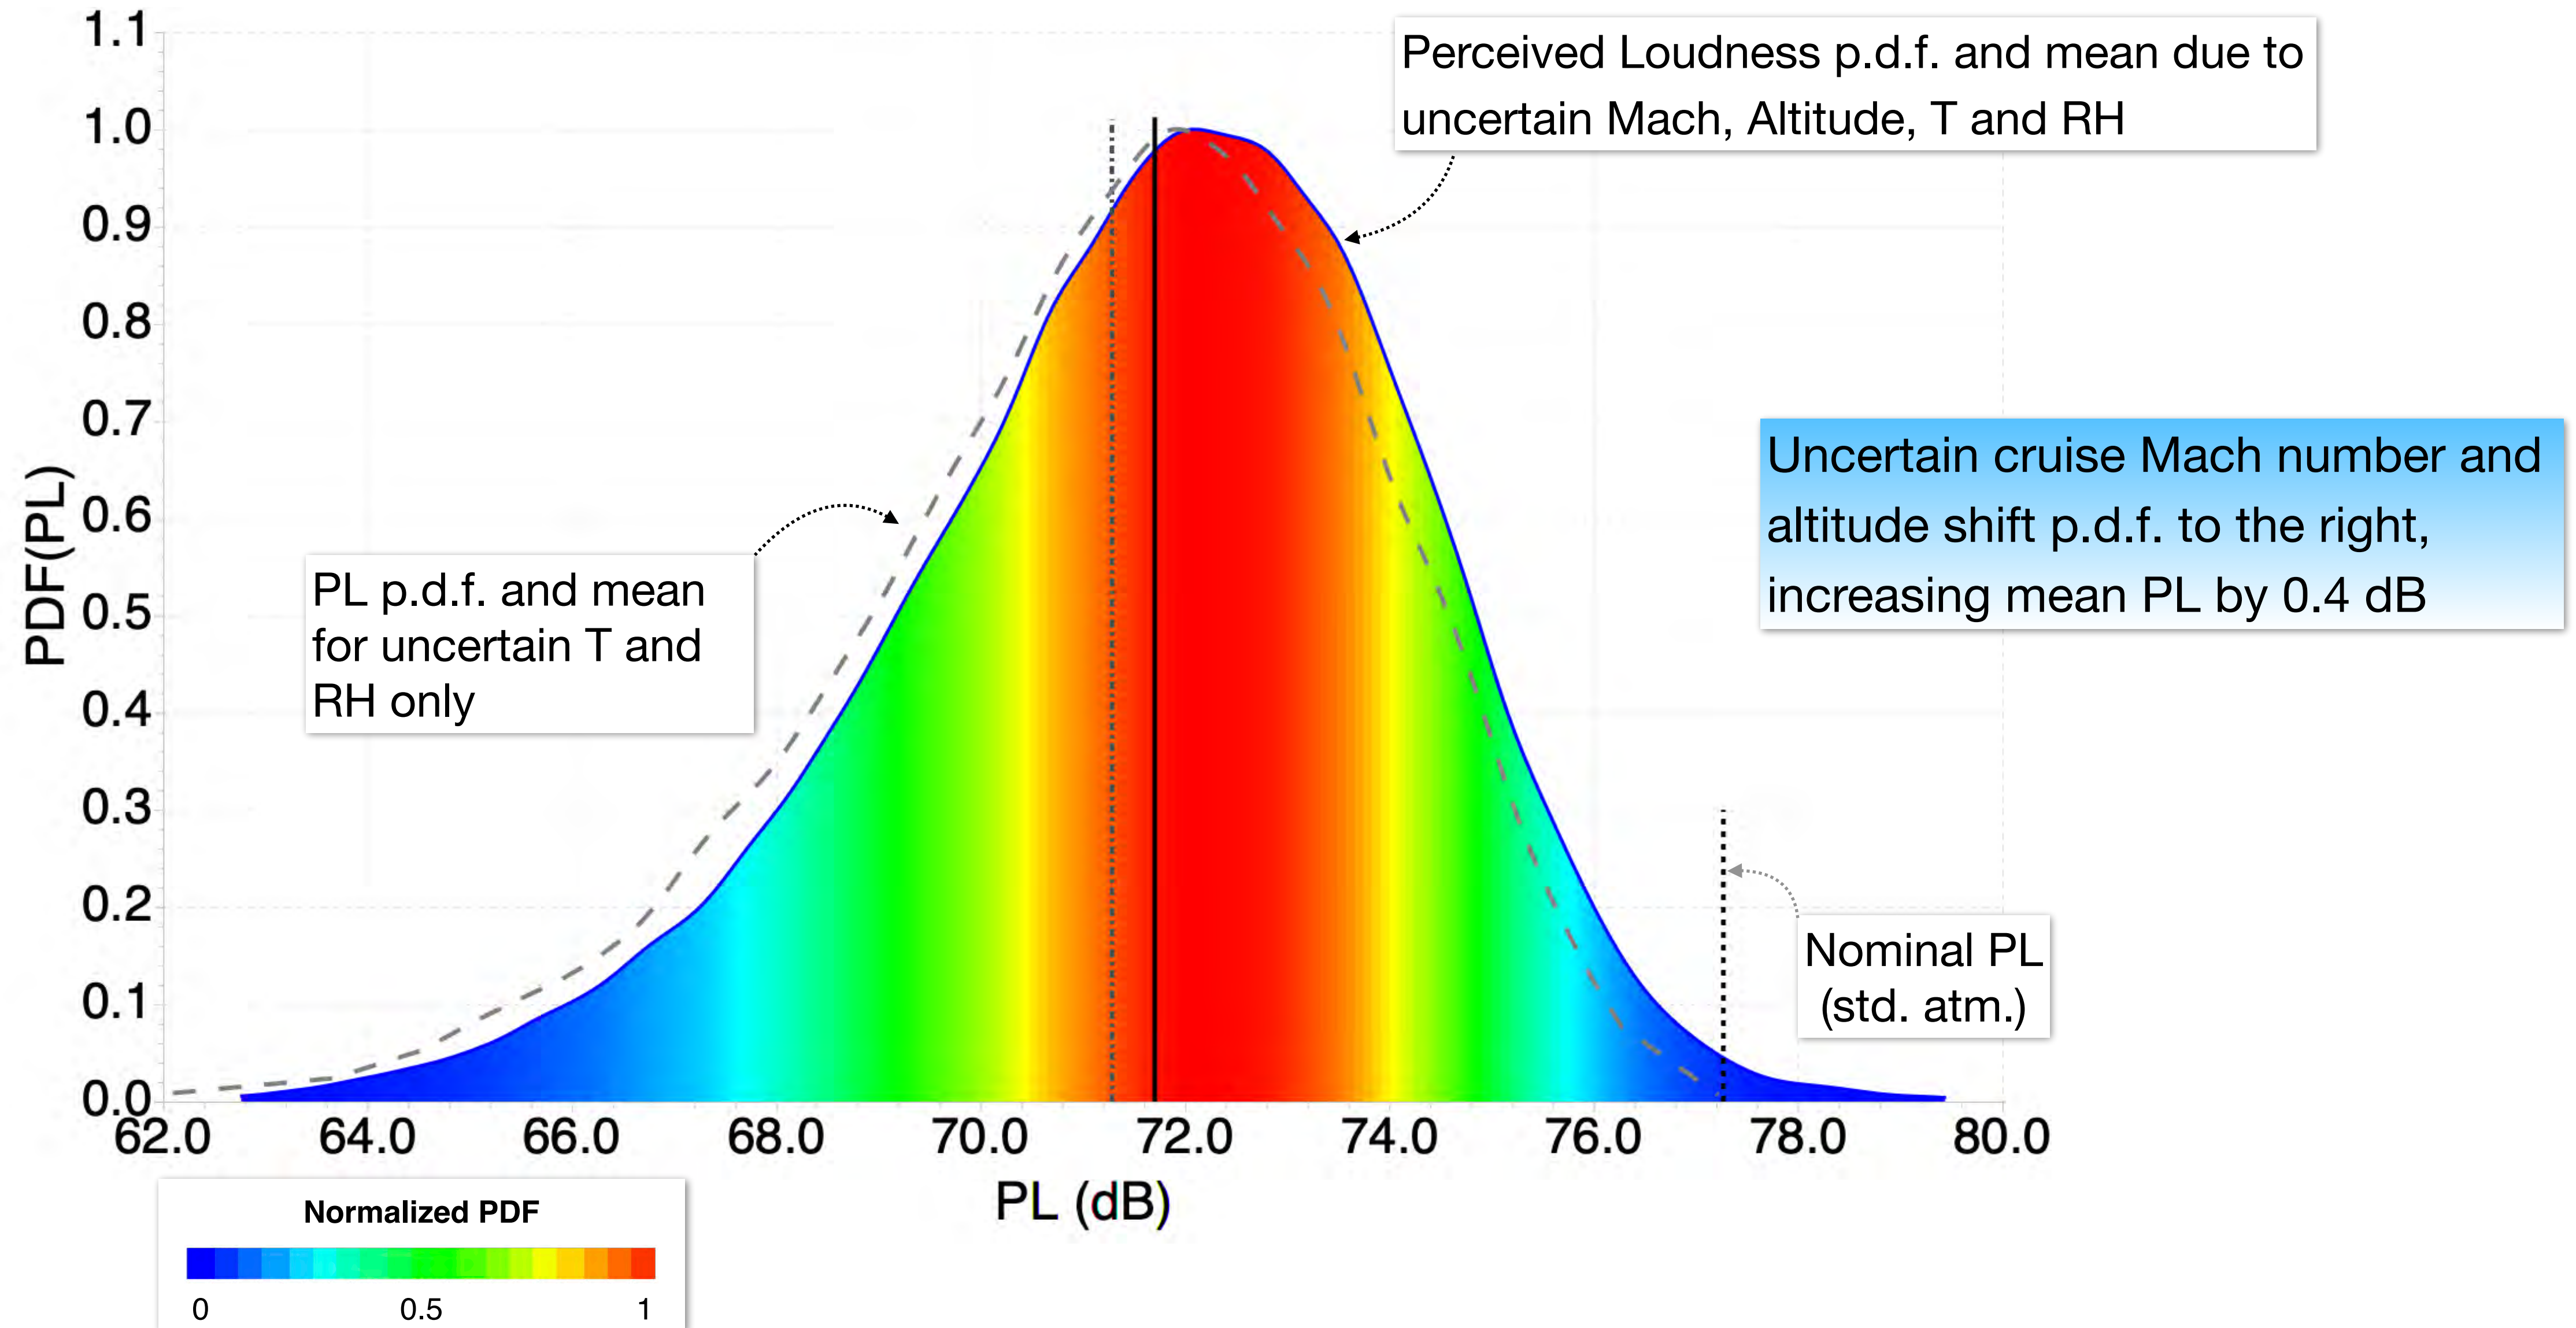 1.1
1.0
0.9
0.8
0.7
0.6
0.5
0.4
0.3
0.2
0.1
0.0
PDF(PL)
Perceived Loudness p.d.f. and mean due to
uncertain Mach, Altitude, T and RH
Uncertain cruise Mach number and
altitude shift p.d.f. to the right,
increasing mean PL by 0.4 dB
PL p.d.f. and mean
for uncertain T and
RH only
Nominal PL
(std. atm.)
62.0 64.0 66.0 68.0 70.0 72.0 74.0 76.0 78.0 80.0
PL (dB)
Normalized PDF
0 0.5 1